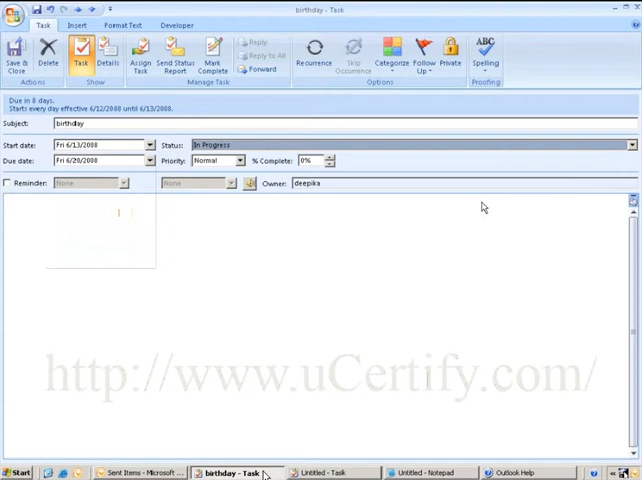 birthday - Task
Task Insert Format Text Developer
Save & Close
Delete
Task
Details
Assign Task
Send Status Report
Mark Complete
Reply
Reply to All
Forward
Recurrence
Skip Occurrence
Categorize
Follow Up
Private
ABC
Spelling
Actions Show Manage Task Options Proofing
Due in 8 days.
Starts every day effective 6/12/2008 until 6/13/2008.
Subject: birthday
Start date: Fri 6/13/2008 Status: In Progress
Due date: Fri 6/20/2008 Priority: Normal % Complete: 0%
Reminder: None None Owner: deepika
http://www.uCertify.com/
Start Sent Items - Microsoft ... birthday - Task Untitled - Task Untitled - Notepad Outlook Help